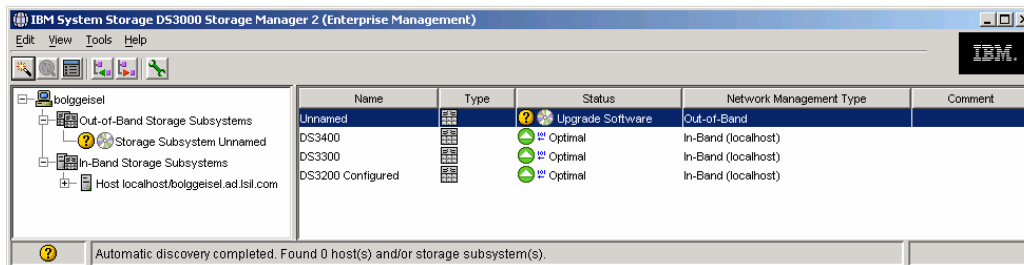 IBM System Storage DS3000 Storage Manager 2 (Enterprise Management)
Edit View Tools Help
IBM.
bolggeisel
Out-of-Band Storage Subsystems
Storage Subsystem Unnamed
In-Band Storage Subsystems
Host localhost/bolggeisel.ad.lsil.com
Name Type Status Network Management Type Comment
Unnamed Upgrade Software Out-of-Band
DS3400 Optimal In-Band (localhost)
DS3300 Optimal In-Band (localhost)
DS3200 Configured Optimal In-Band (localhost)
Automatic discovery completed. Found 0 host(s) and/or storage subsystem(s).